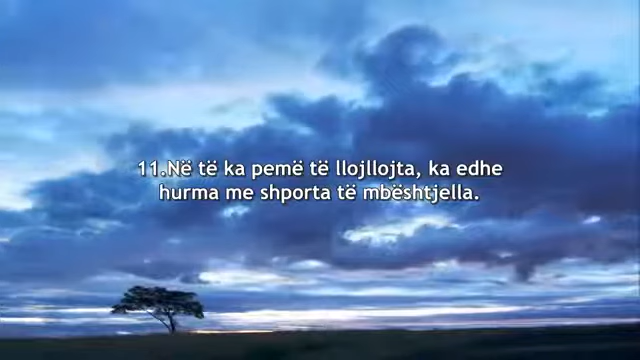 11.Në të ka pemë të llojllojta, ka edhe
hurma me shporta të mbështjella.